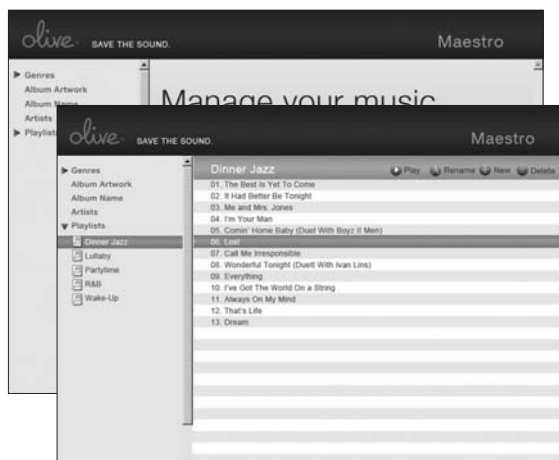 olive. SAVE THE SOUND. Maestro
Genres
Album Artwork
Album Name
Artists
Playlists
Manage your music
olive. SAVE THE SOUND. Maestro
Genres
Album Artwork
Album Name
Artists
Playlists
Dinner Jazz
Lullaby
Partytime
R&B
Wake-Up
Dinner Jazz Play Rename New Delete
01. The Best Is Yet To Come
02. It Had Better Be Tonight
03. Me and Mrs. Jones
04. I'm Your Man
05. Comin' Home Baby (Duet With Boyz II Men)
06. Lost
07. Call Me Irresponsible
08. Wonderful Tonight (Duett With Ivan Lins)
09. Everything
10. I've Got The World On a String
11. Always On My Mind
12. That's Life
13. Dream